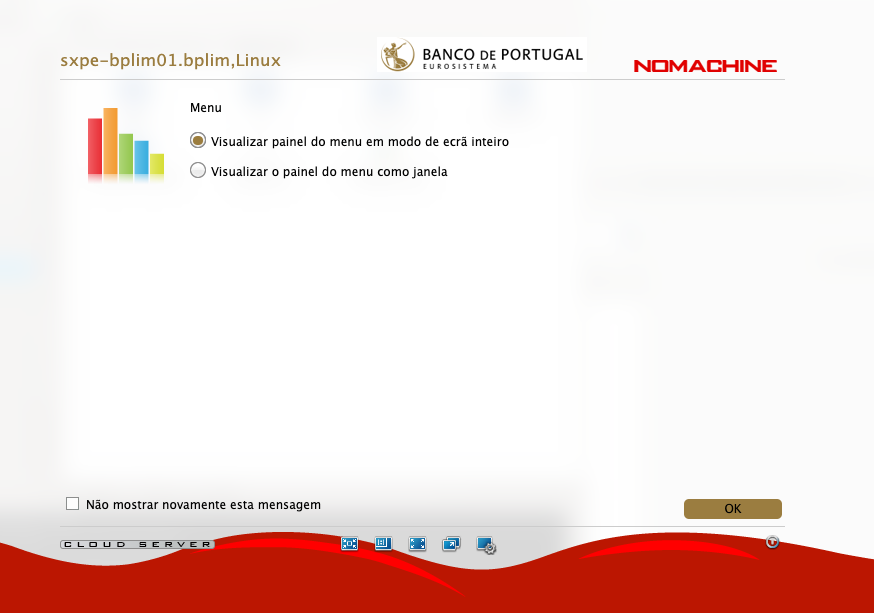 sxpe-bplim01.bplim,Linux
BANCO DE PORTUGAL
EUROSISTEMA
NOMACHINE
Menu
Visualizar painel do menu em modo de ecrã inteiro
Visualizar o painel do menu como janela
Não mostrar novamente esta mensagem
OK
CLOUD SERVER